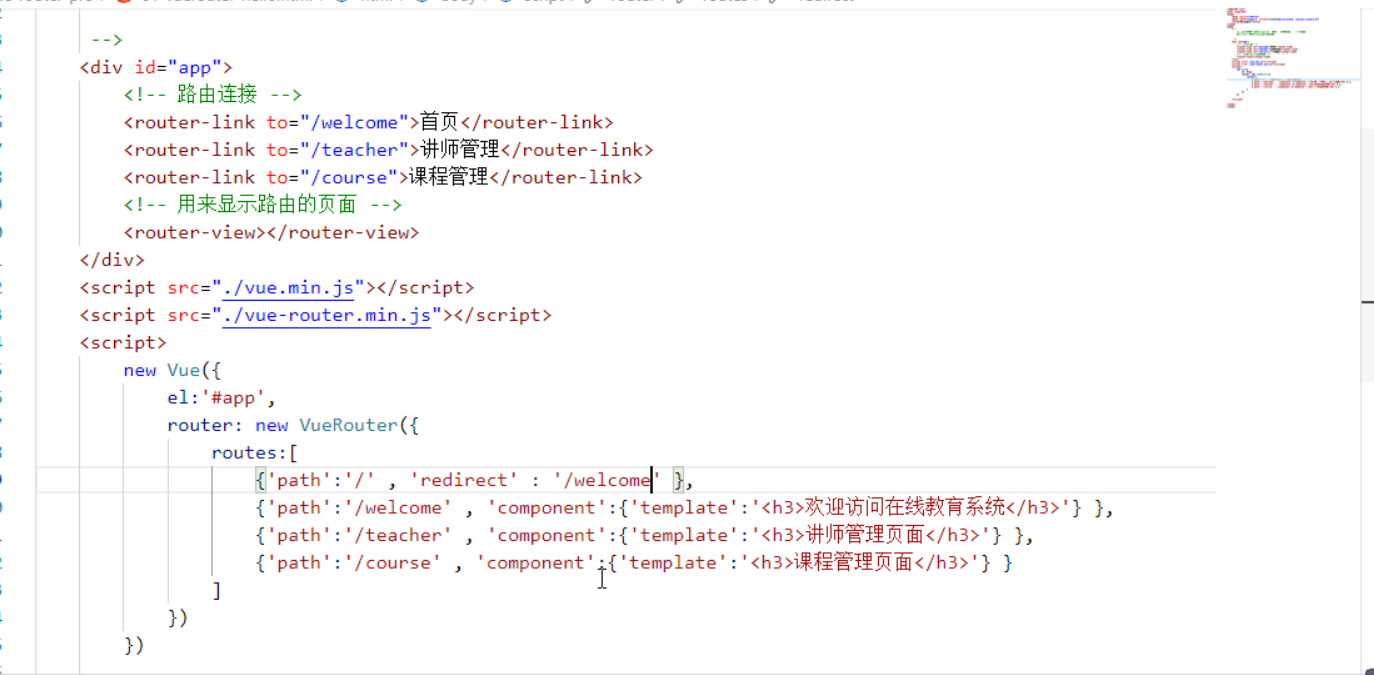 -->
<div id="app">
<!-- 路由连接 -->
<router-link to="/welcome">首页</router-link>
<router-link to="/teacher">讲师管理</router-link>
<router-link to="/course">课程管理</router-link>
<!-- 用来显示路由的页面 -->
<router-view></router-view>
</div>
<script src="./vue.min.js"></script>
<script src="./vue-router.min.js"></script>
<script>
new Vue({
el:'#app',
router: new VueRouter({
routes:[
{'path':'/' , 'redirect' : '/welcome' },
{'path':'/welcome' , 'component':{'template':'<h3>欢迎访问在线教育系统</h3>'} },
{'path':'/teacher' , 'component':{'template':'<h3>讲师管理页面</h3>'} },
{'path':'/course' , 'component':{'template':'<h3>课程管理页面</h3>'} }
]
})
})